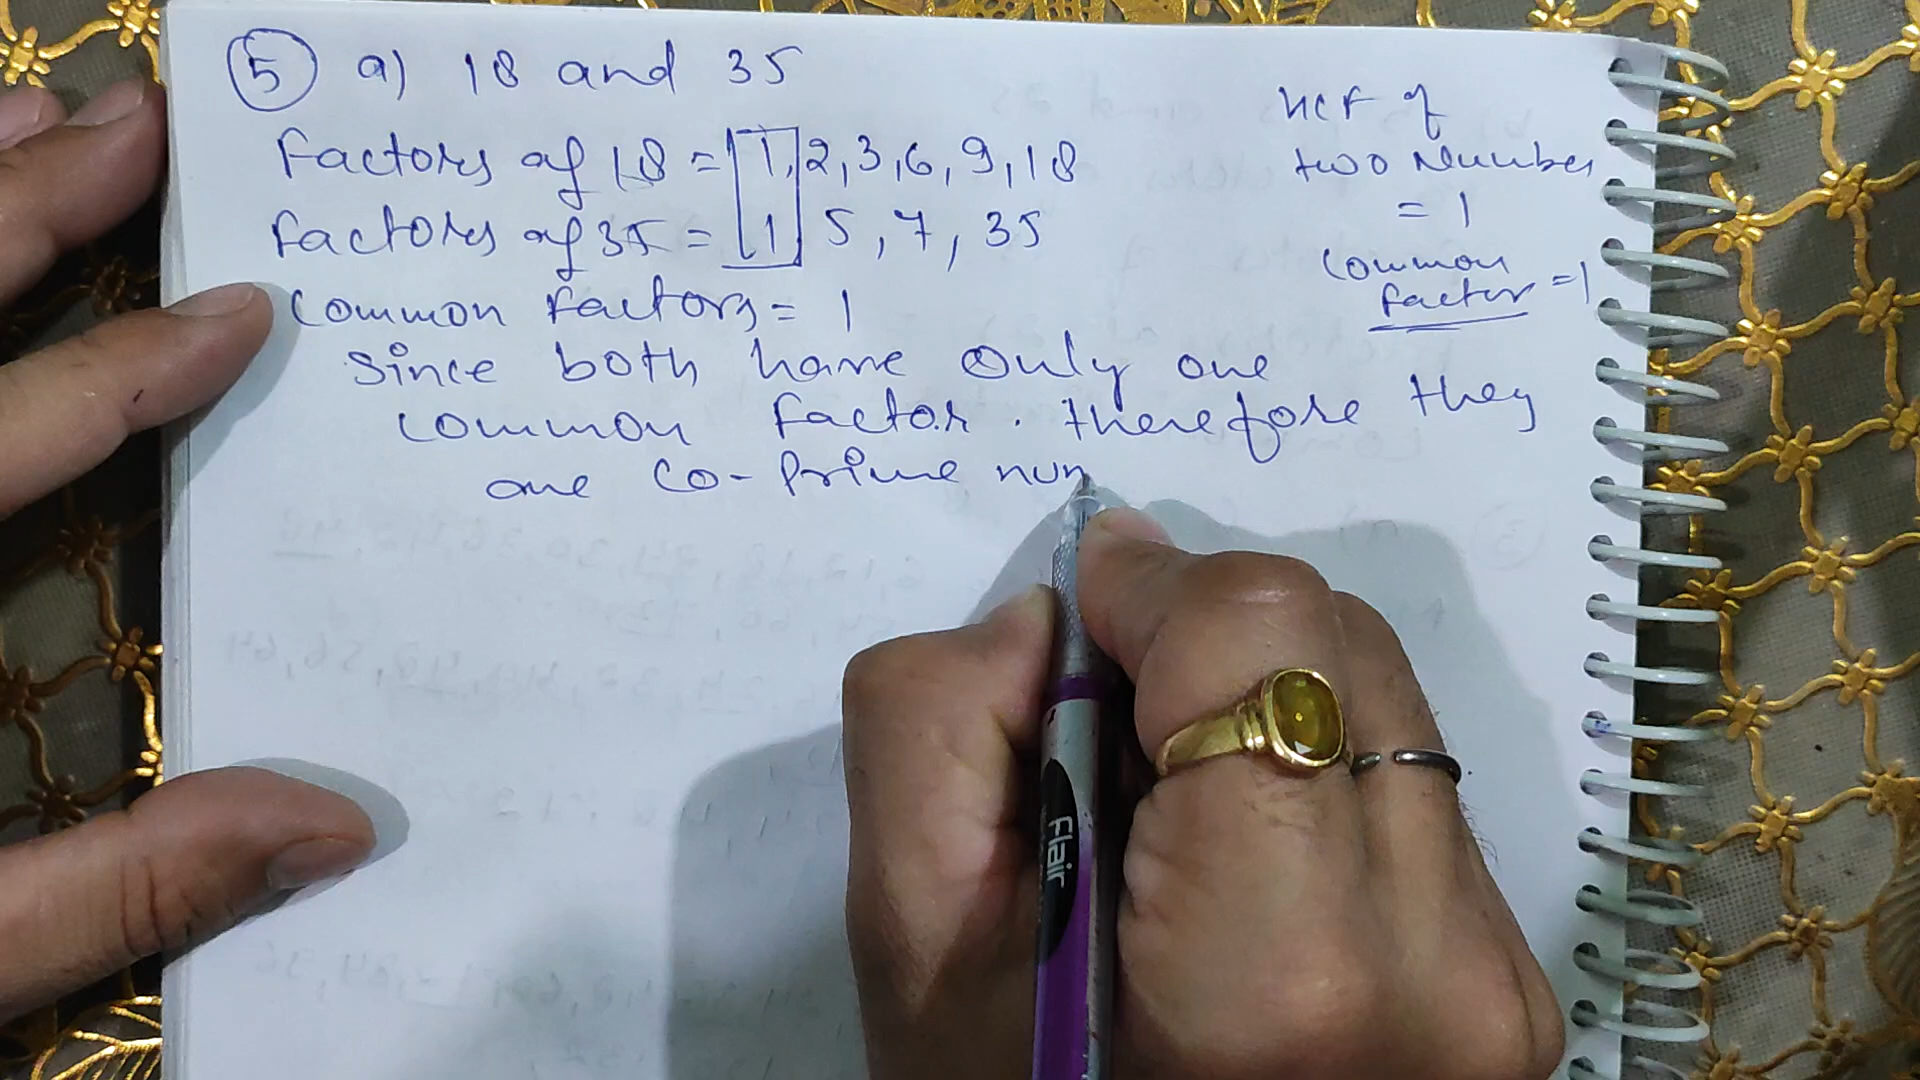 5 a) 18 and 35
Factors of 18 = 1, 2, 3, 6, 9, 18
Factors of 35 = 1, 5, 7, 35
Common Factors = 1
Since both have only one
common factor. therefore they
are Co-Prime num
HCF of
two Number
= 1
Common
factor = 1
Flair